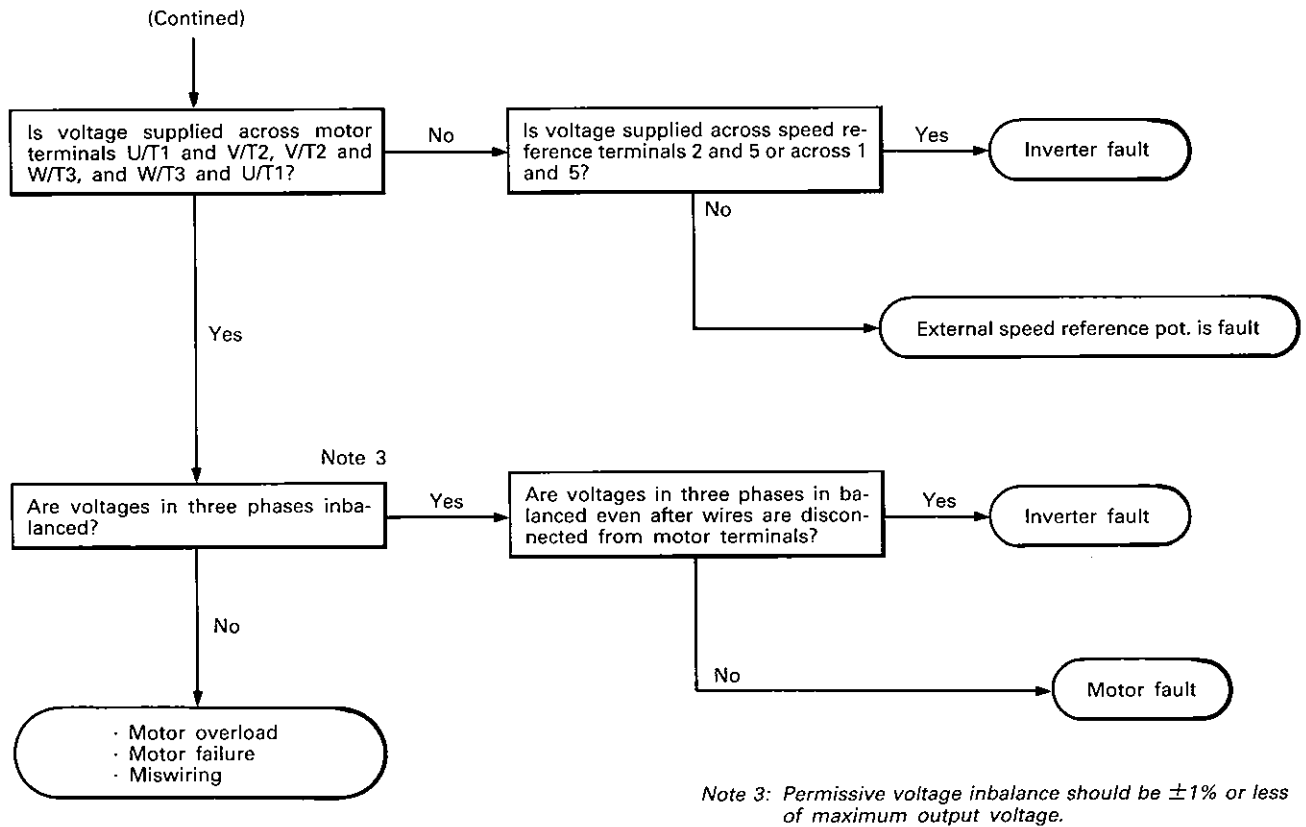 (Contined)
Is voltage supplied across motor
terminals U/T1 and V/T2, V/T2 and
W/T3, and W/T3 and U/T1?
No
Is voltage supplied across speed re-
ference terminals 2 and 5 or across 1
and 5?
Yes
Inverter fault
No
External speed reference pot. is fault
Yes
Note 3
Are voltages in three phases inba-
lanced?
Yes
Are voltages in three phases in ba-
lanced even after wires are discon-
nected from motor terminals?
Yes
Inverter fault
No
Motor fault
No
· Motor overload
· Motor failure
· Miswiring
Note 3: Permissive voltage inbalance should be ±1% or less
of maximum output voltage.